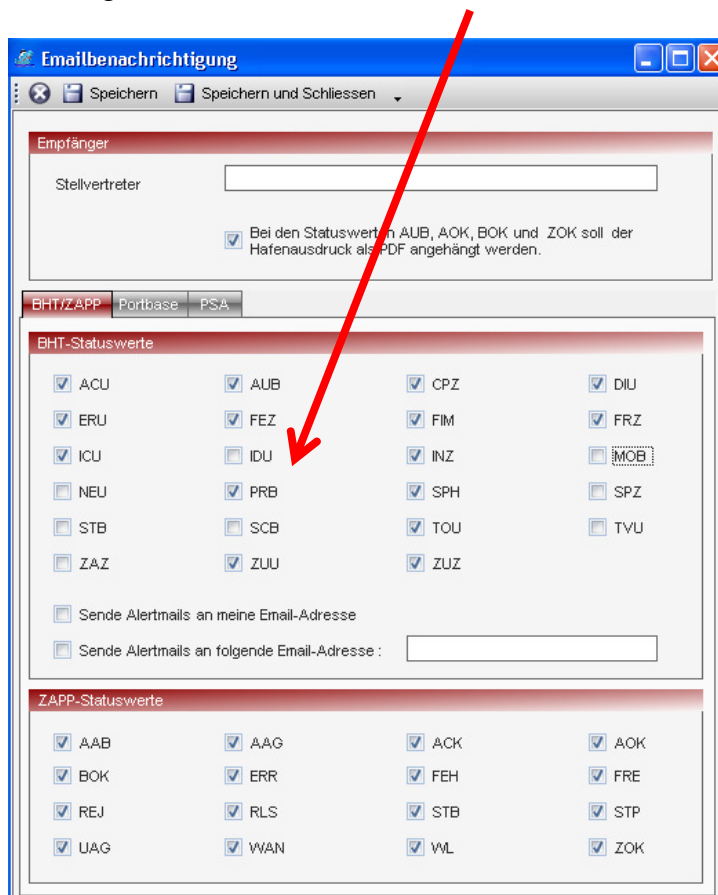 Emailbenachrichtigung
Speichern Speichern und Schliessen
Empfänger
Stellvertreter
Bei den Statuswerten AUB, AOK, BOK und ZOK soll der
Hafenausdruck als PDF angehängt werden.
BHT/ZAPP Portbase PSA
BHT-Statuswerte
ACU AUB CPZ DIU
ERU FEZ FIM FRZ
ICU IDU INZ MOB
NEU PRB SPH SPZ
STB SCB TOU TVU
ZAZ ZUU ZUZ
Sende Alertmails an meine Email-Adresse
Sende Alertmails an folgende Email-Adresse :
ZAPP-Statuswerte
AAB AAG ACK AOK
BOK ERR FEH FRE
REJ RLS STB STP
UAG WAN WL ZOK